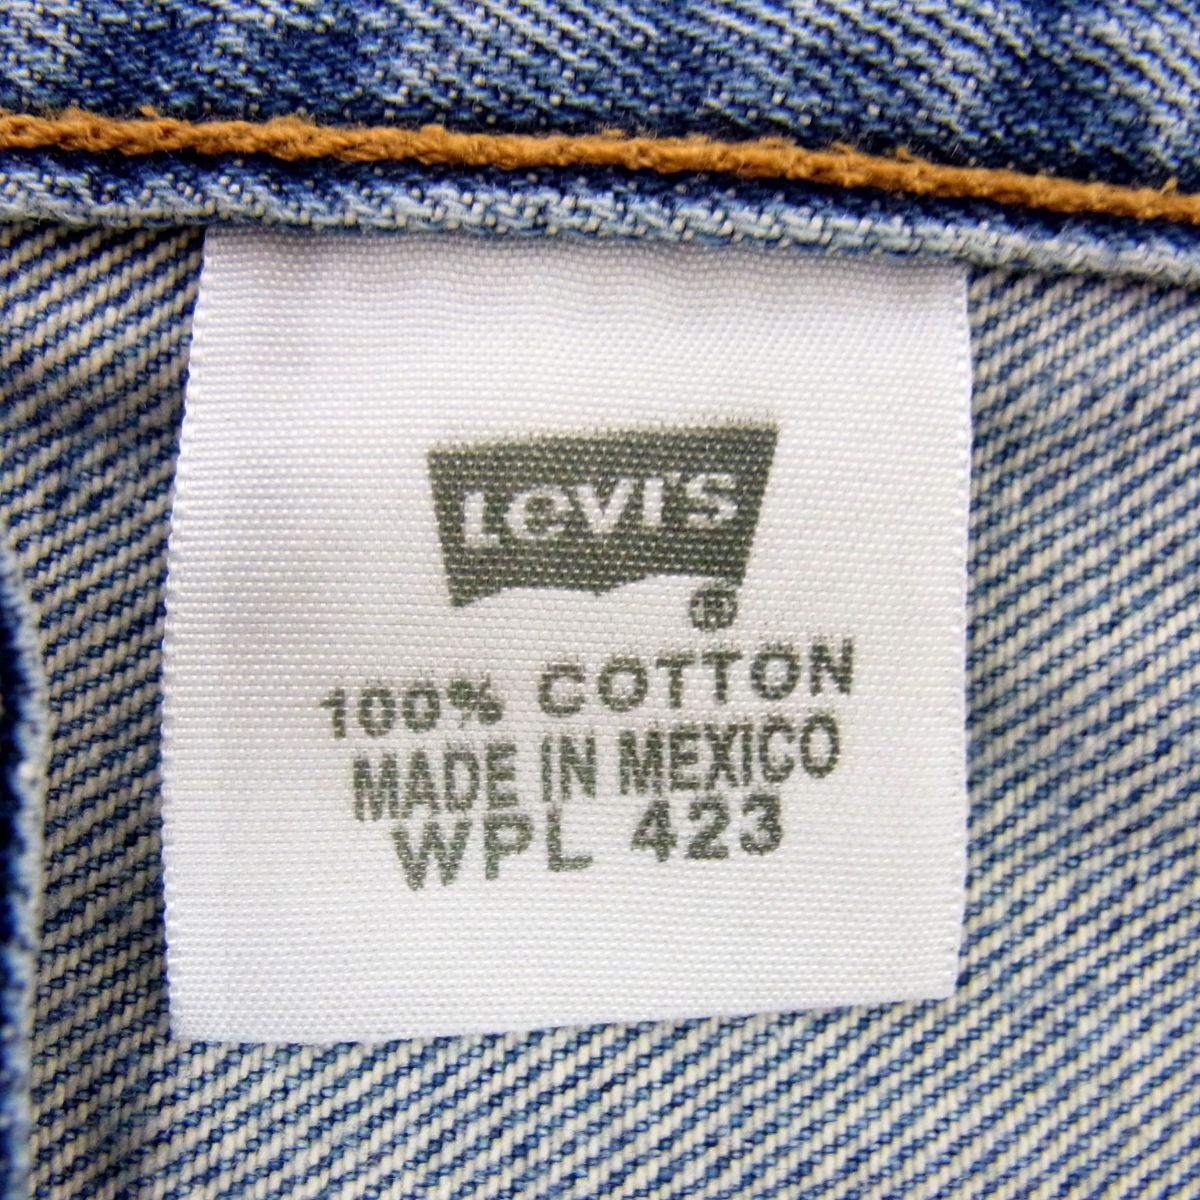 Levi's
®
100% COTTON
MADE IN MEXICO
WPL 423